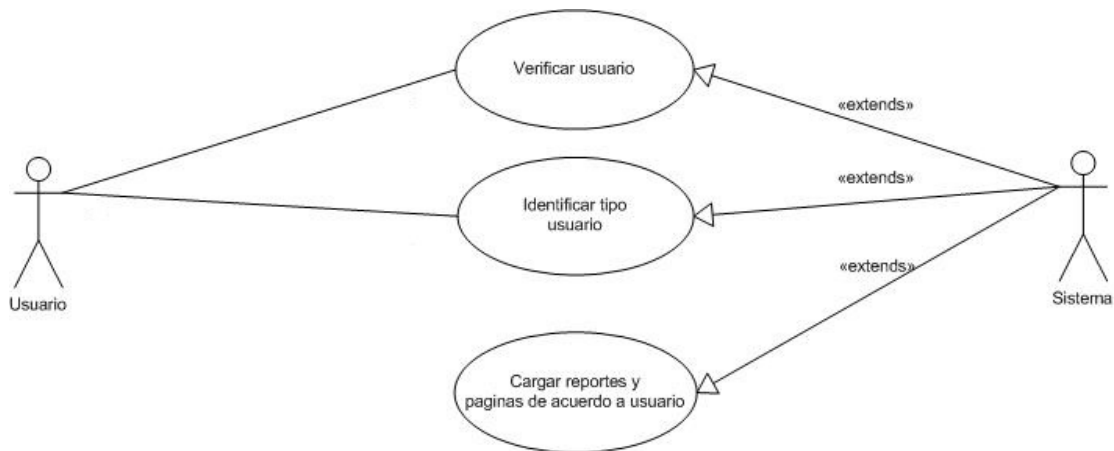 Verificar usuario
«extends»
«extends»
Identificar tipo
usuario
«extends»
Usuario
Sistema
Cargar reportes y
paginas de acuerdo a usuario